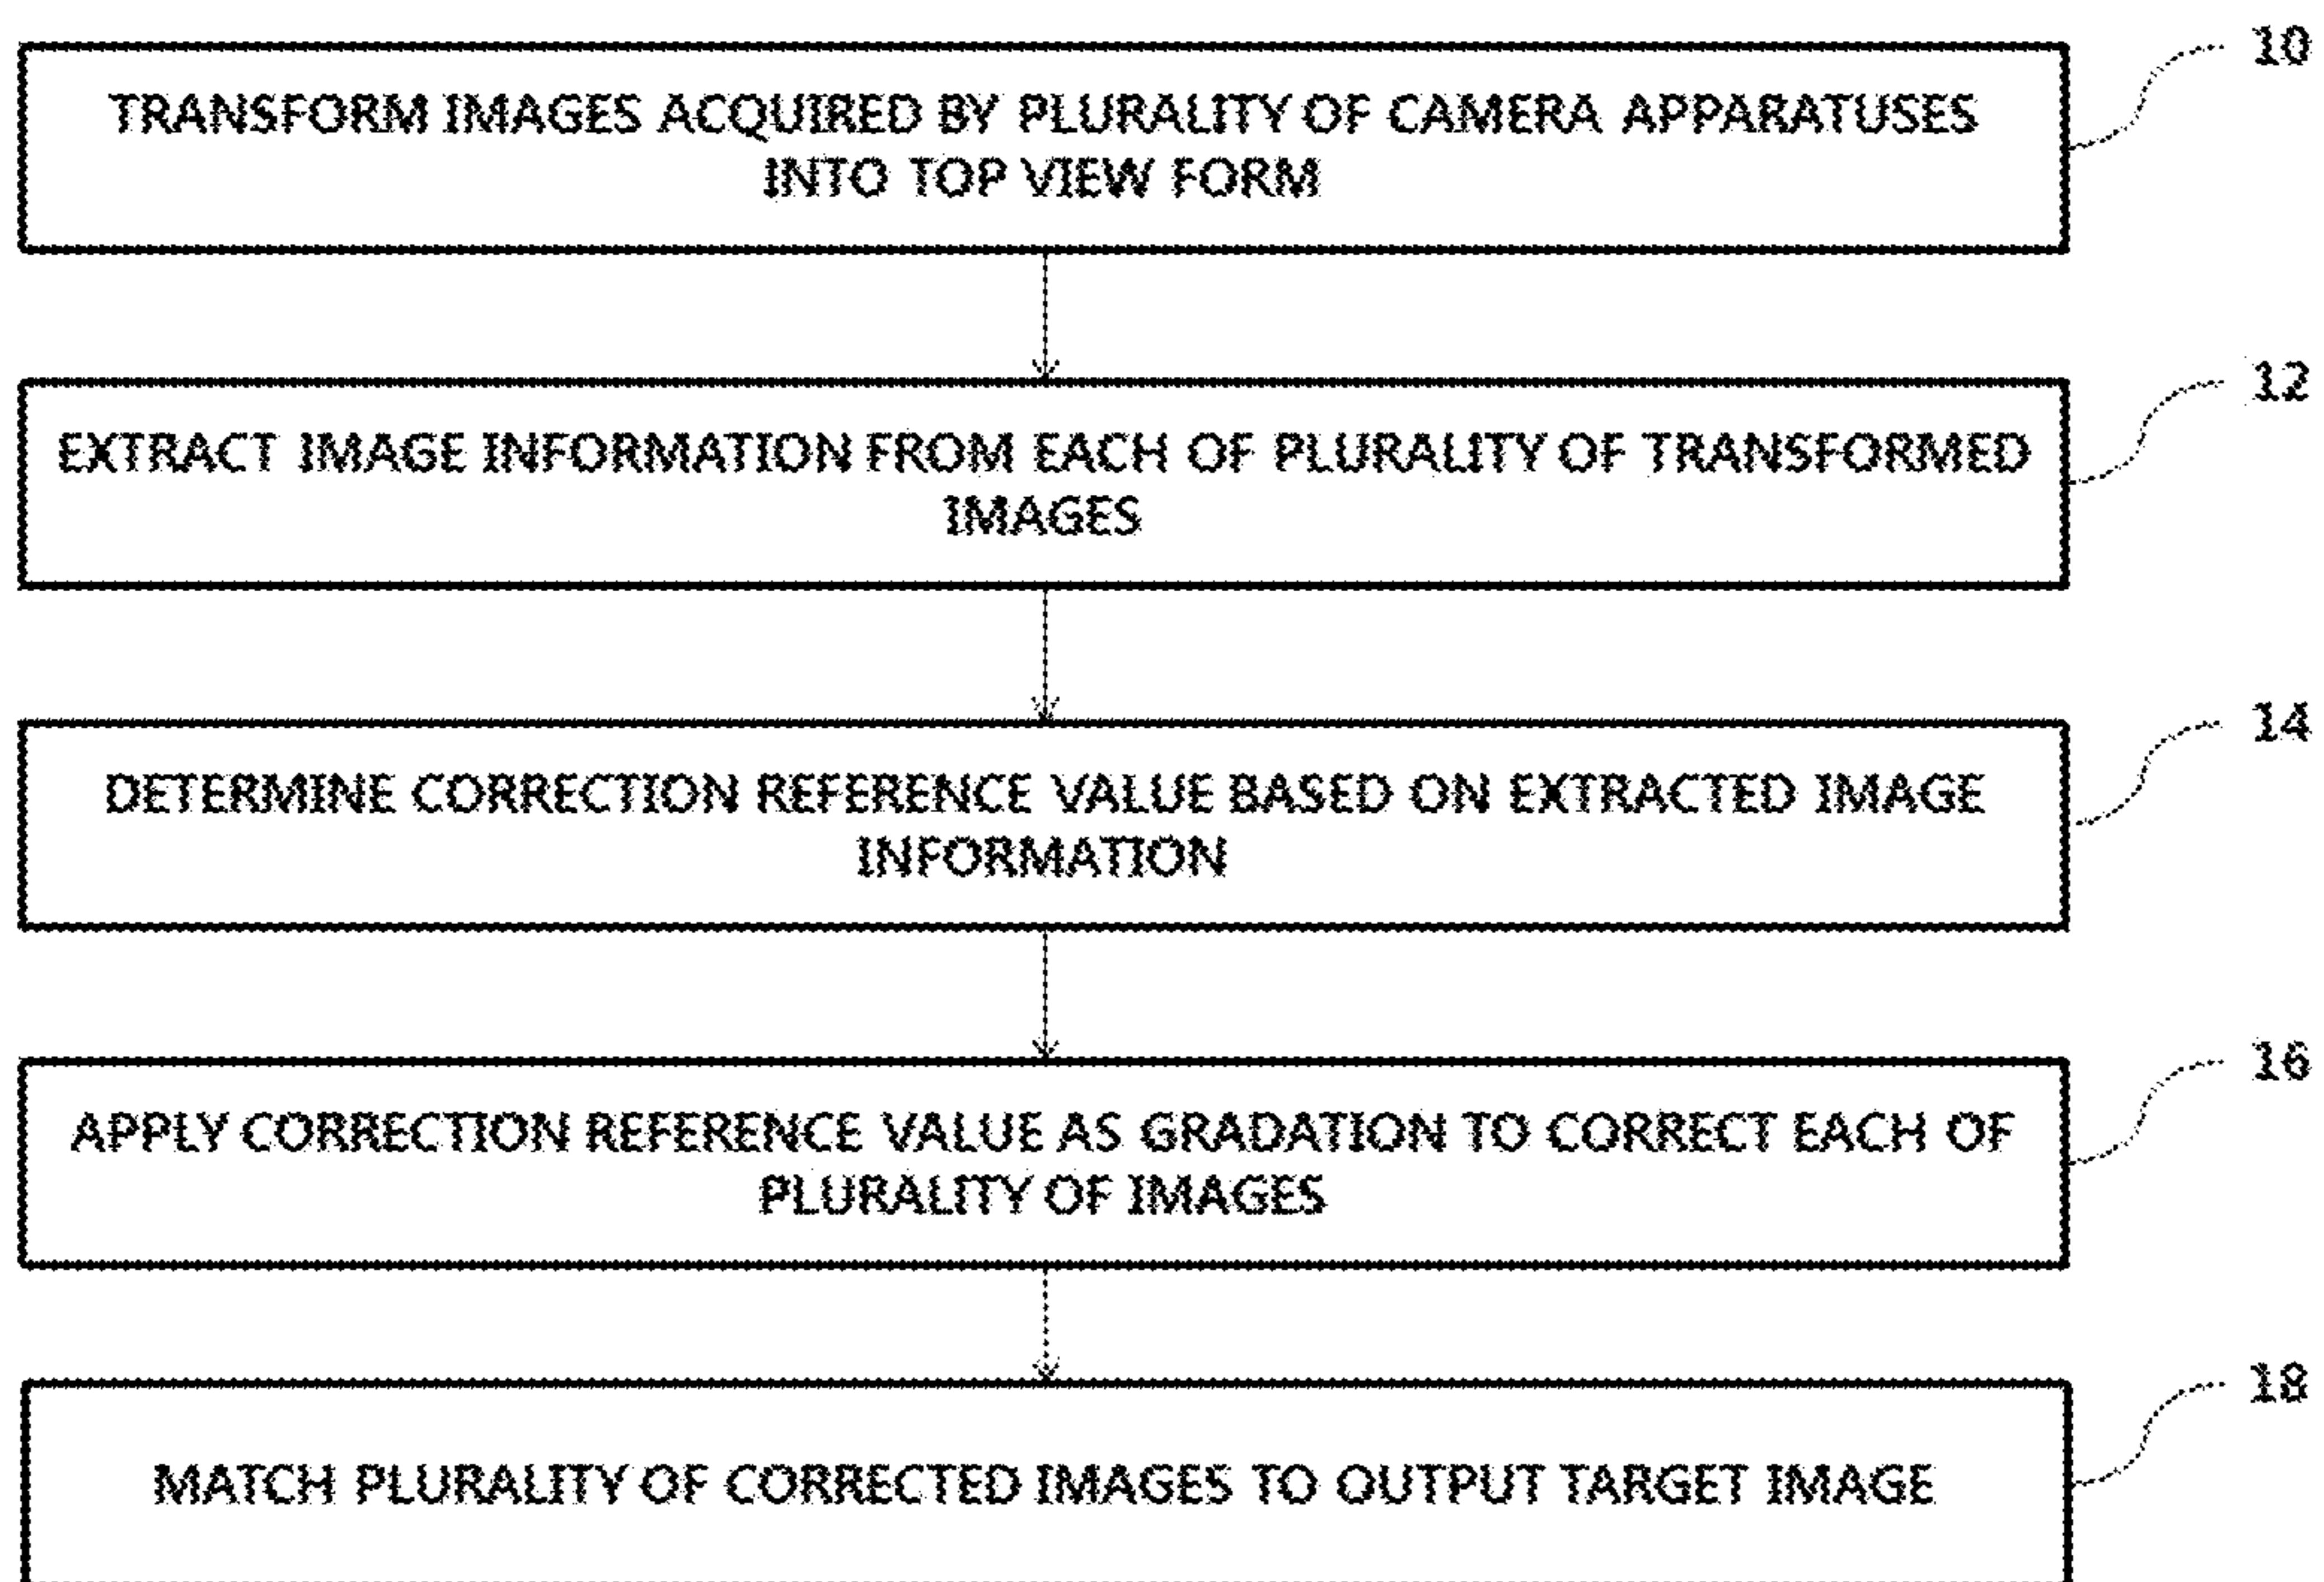 10
TRANSFORM IMAGES ACQUIRED BY PLURALITY OF CAMERA APPARATUSES
INTO TOP VIEW FORM
12
EXTRACT IMAGE INFORMATION FROM EACH OF PLURALITY OF TRANSFORMED
IMAGES
14
DETERMINE CORRECTION REFERENCE VALUE BASED ON EXTRACTED IMAGE
INFORMATION
16
APPLY CORRECTION REFERENCE VALUE AS GRADATION TO CORRECT EACH OF
PLURALITY OF IMAGES
18
MATCH PLURALITY OF CORRECTED IMAGES TO OUTPUT TARGET IMAGE